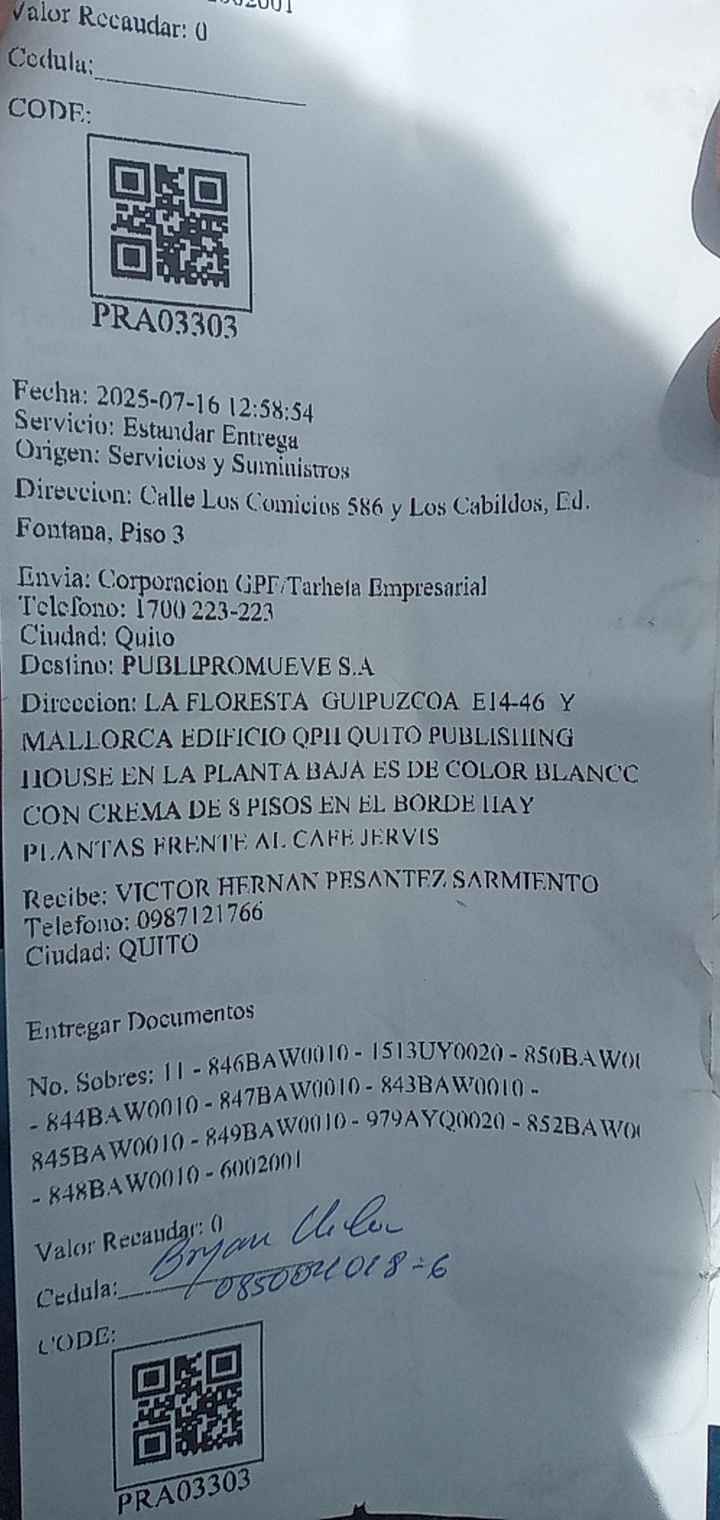 Valor Recaudar: 0
Cedula:
CODE:
PRA03303
Fecha: 2025-07-16 12:58:54
Servicio: Estandar Entrega
Origen: Servicios y Suministros
Direccion: Calle Los Comicios 586 y Los Cabildos, Ed.
Fontana, Piso 3
Envia: Corporacion GPF/Tarheta Empresarial
Telefono: 1700 223-223
Ciudad: Quito
Destino: PUBLIPROMUEVE S.A
Direccion: LA FLORESTA GUIPUZCOA E14-46 Y
MALLORCA EDIFICIO QPH QUITO PUBLISHING
HOUSE EN LA PLANTA BAJA ES DE COLOR BLANCO
CON CREMA DE 8 PISOS EN EL BORDE HAY
PLANTAS FRENTE AL CAFE JERVIS
Recibe: VICTOR HERNAN PESANTEZ SARMIENTO
Telefono: 0987121766
Ciudad: QUITO
Entregar Documentos
No. Sobres: 11 - 846BAW0010 - 1513UY0020 - 850BAW00
- 844BAW0010 - 847BAW0010 - 843BAW0010 -
845BAW0010 - 849BAW0010 - 979AYQ0020 - 852BAW00
- 848BAW0010 - 6002001
Valor Recaudar: 0
Bryan
Cedula:
CODE:
PRA03303